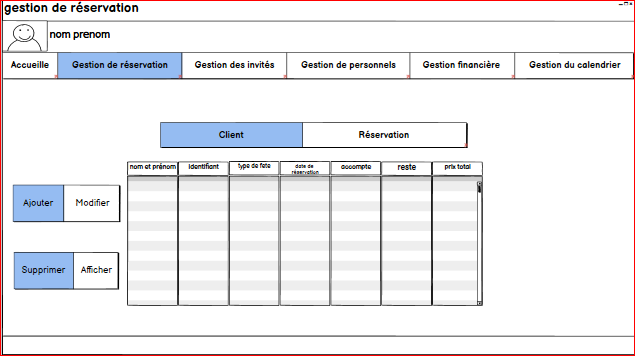 gestion de réservation
nom prenom
Accueille Gestion de réservation Gestion des invités Gestion de personnels Gestion financière Gestion du calendrier
Client Réservation
nom et prénom identifiant type de fete date de réservation accompte reste prix total
Ajouter Modifier
Supprimer Afficher